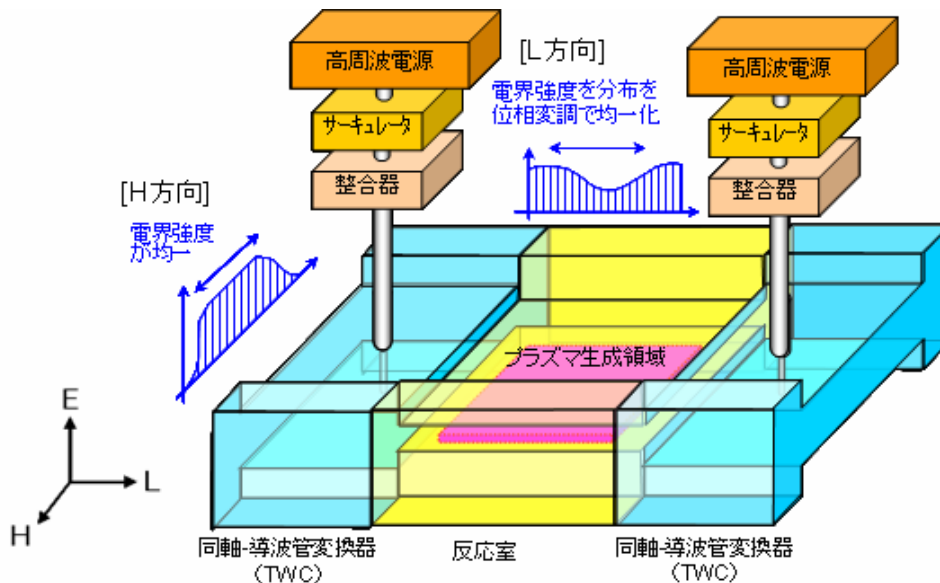 高周波電源
サーキュレータ
整合器
[L方向]
電界強度を分布を
位相変調で均一化
高周波電源
サーキュレータ
整合器
[H方向]
電界強度
が均一
プラズマ生成領域
E
L
H
同軸-導波管変換器
(TWC)
反応室
同軸-導波管変換器
(TWC)